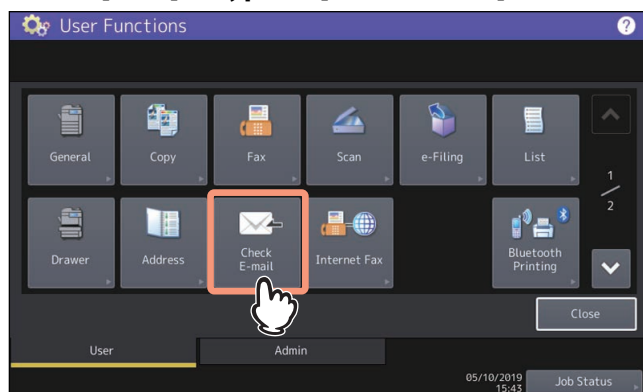 User Functions
?
General
Copy
Fax
Scan
e-Filing
List
1
2
Drawer
Address
Check
E-mail
Internet Fax
Bluetooth
Printing
Close
User
Admin
05/10/2019
15:43
Job Status